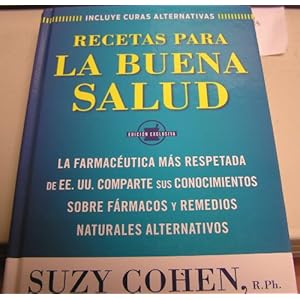 INCLUYE CURAS ALTERNATIVAS
RECETAS PARA
LA BUENA
SALUD
EDICIÓN EXCLUSIVA
LA FARMACÉUTICA MÁS RESPETADA
DE EE. UU. COMPARTE SUS CONOCIMIENTOS
SOBRE FÁRMACOS Y REMEDIOS
NATURALES ALTERNATIVOS
SUZY COHEN, R.Ph.